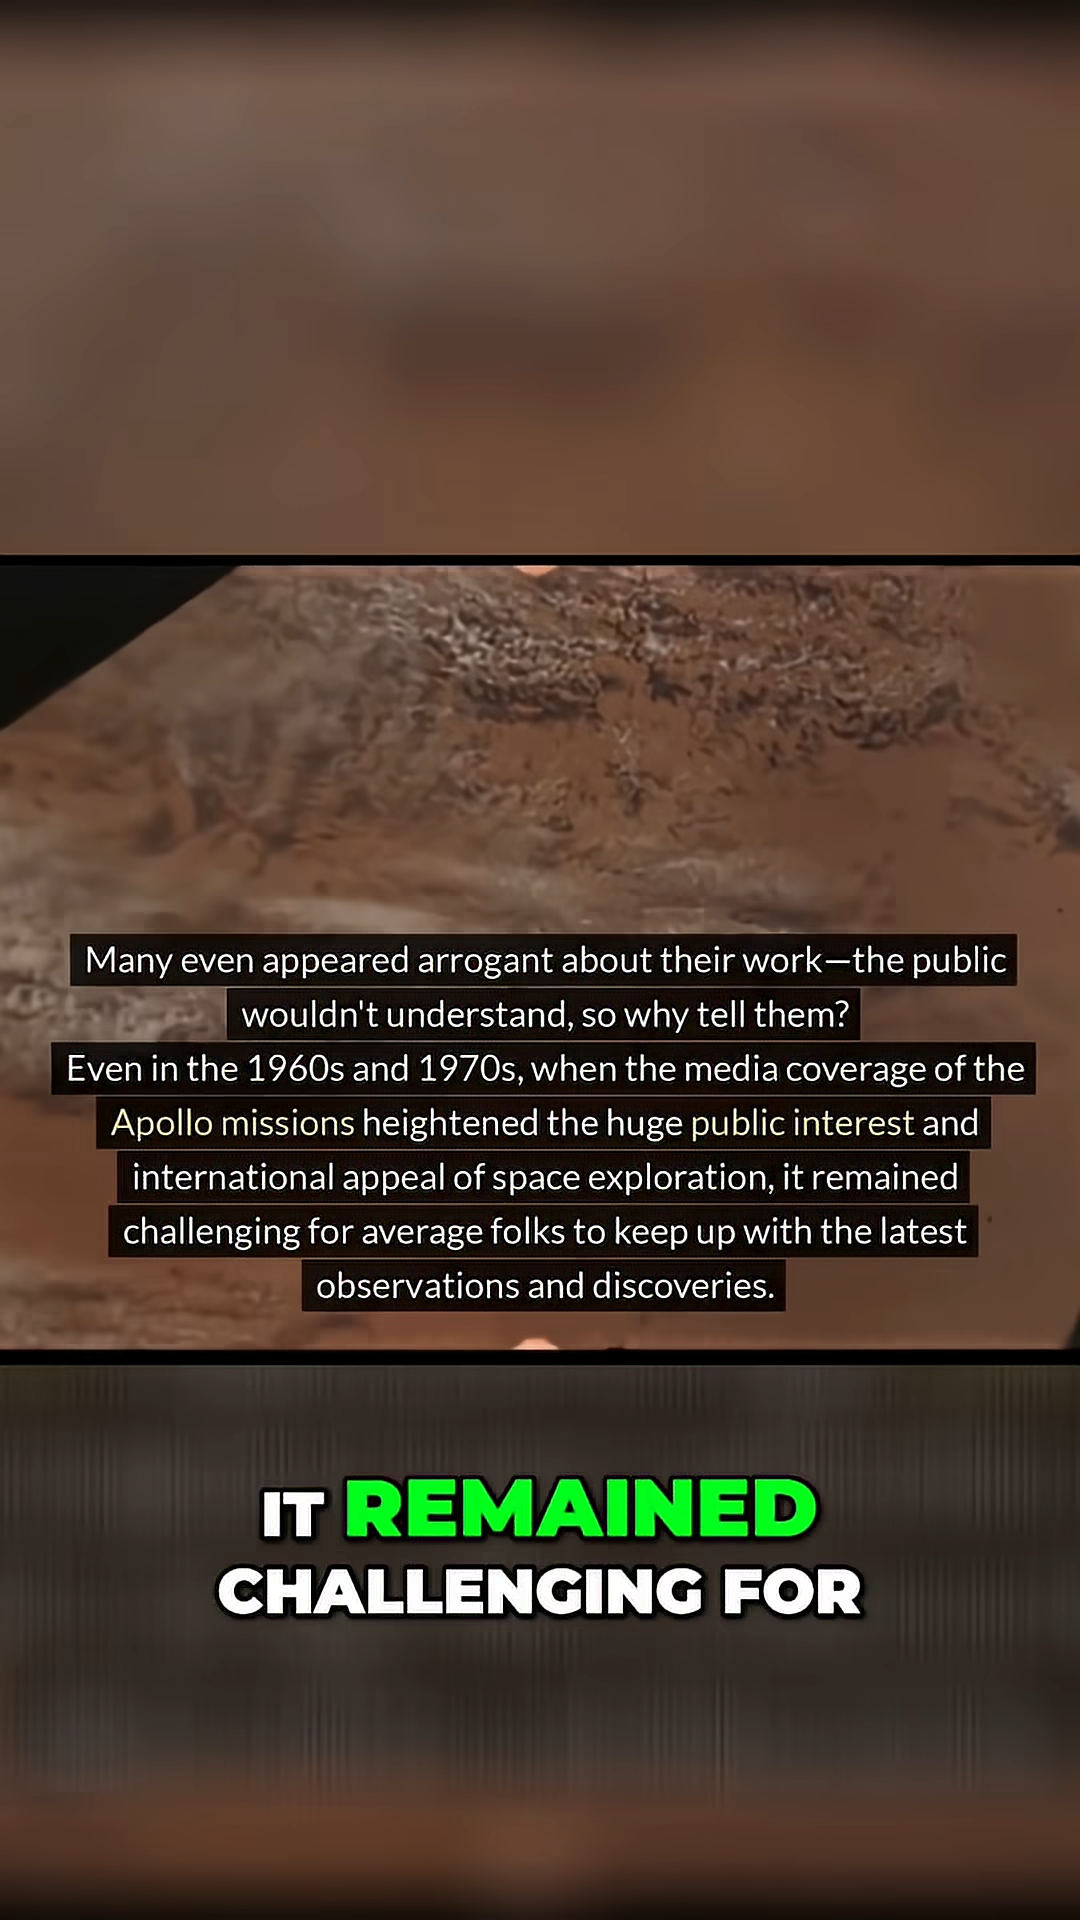 Many even appeared arrogant about their work—the public
wouldn't understand, so why tell them?
Even in the 1960s and 1970s, when the media coverage of the
Apollo missions heightened the huge public interest and
international appeal of space exploration, it remained
challenging for average folks to keep up with the latest
observations and discoveries.
IT REMAINED
CHALLENGING FOR